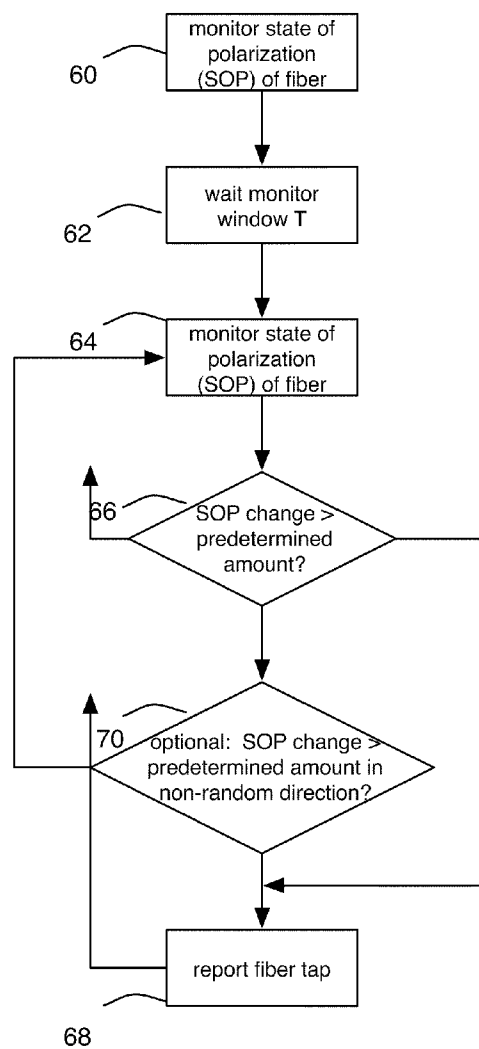 monitor state of
polarization
(SOP) of fiber
60
wait monitor
window T
62
monitor state of
polarization
(SOP) of fiber
64
66
SOP change >
predetermined
amount?
70
optional: SOP change >
predetermined amount in
non-random direction?
report fiber tap
68